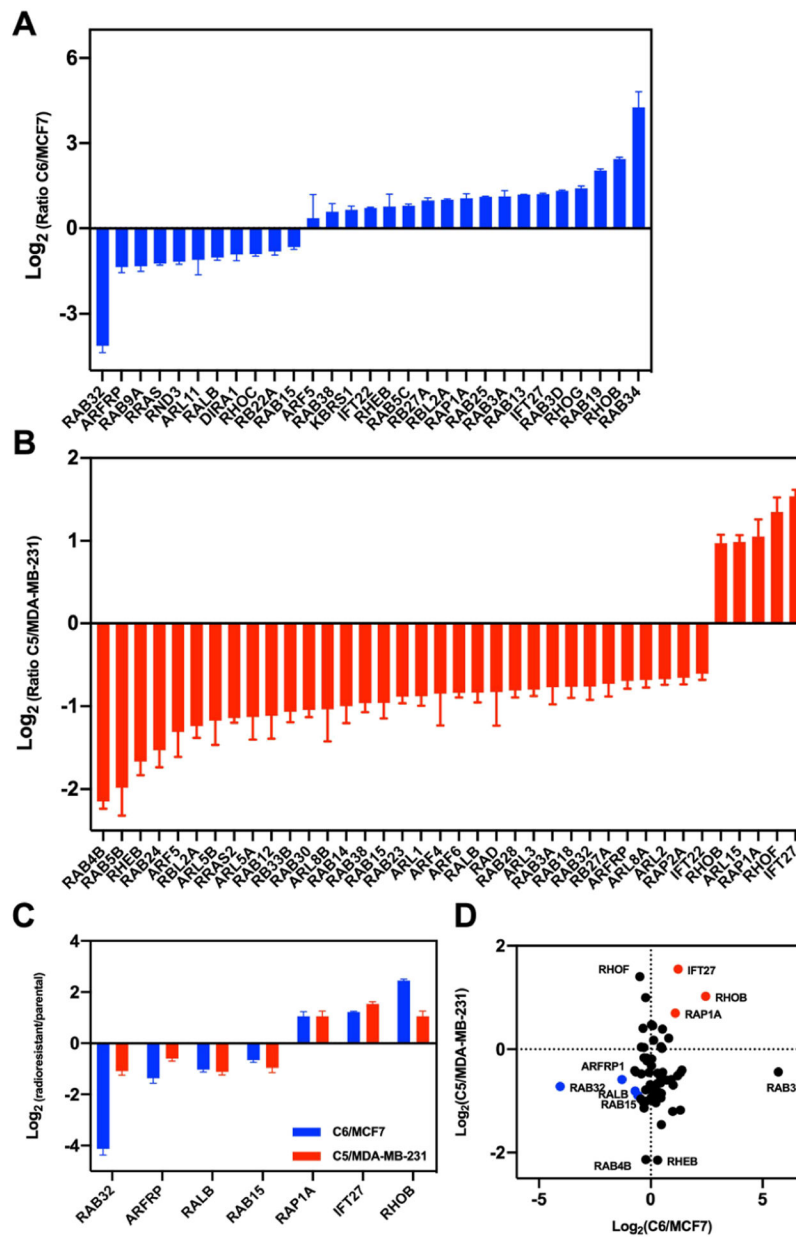 A
Log2 (Ratio C6/MCF7)
6
3
0
-3
RAB32
ARFRP
RAB9A
RRAS
RND3
ARL11
RALB
DIRA1
RHOC
RB22A
RAB15
ARF5
RAB38
KBRS1
IFT22
RHEB
RAB5C
RB27A
RBL2A
RAP1A
RAB25
RAB3A
RAB13
IFT27
RAB3D
RHOG
RAB19
RHOB
RAB34
B
Log2 (Ratio C5/MDA-MB-231)
2
1
0
-1
-2
RAB4B
RAB5B
RHEB
RAB24
ARF5
RBL2A
ARL5B
RRAS2
ARL5A
RAB12
RB33B
RAB30
ARL8B
RAB14
RAB38
RAB15
RAB23
ARL1
ARF4
ARF6
RALB
RAD
RAB28
ARL3
RAB3A
RAB18
RAB32
RB27A
ARFRP
ARL8A
ARL2
RAP2A
IFT22
RHOB
ARL15
RAP1A
RHOF
IFT27
C
Log2 (radioresistant/parental)
4
2
0
-2
-4
C6/MCF7
C5/MDA-MB-231
RAB32
ARFRP
RALB
RAB15
RAP1A
IFT27
RHOB
D
Log2(C5/MDA-MB-231)
2
0
-2
RHOF
IFT27
RHOB
RAP1A
ARFRP1
RAB32
RALB
RAB15
RAB3
RAB4B
RHEB
-5
0
5
Log2(C6/MCF7)